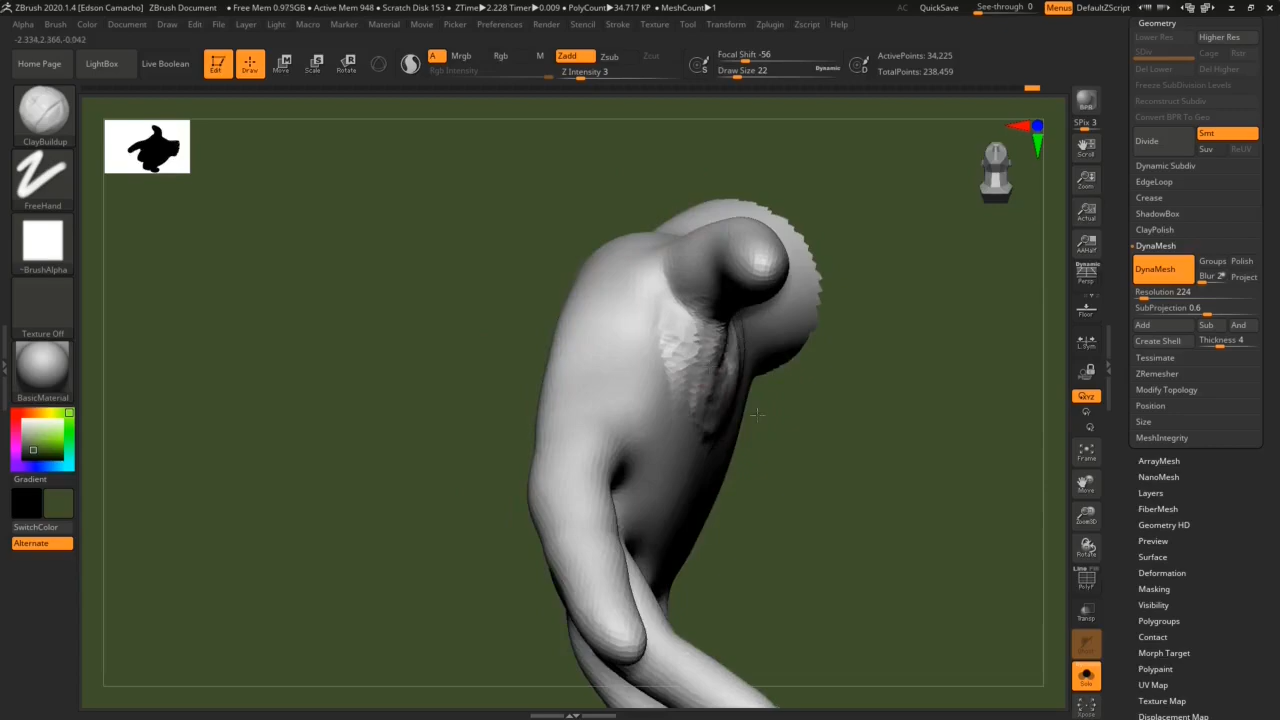 ZBrush 2020.1.4 [Edson Camacho] ZBrush Document ● Free Mem 0.975GB ● Active Mem 948 ● Scratch Disk 153 ● ZTime▶2.228 Timer▶0.009 ● PolyCount▶34.717 KP ● MeshCount▶1 AC QuickSave See-through 0 Menus DefaultZScript
Alpha Brush Color Document Draw Edit File Layer Light Macro Marker Material Movie Picker Preferences Render Stencil Stroke Texture Tool Transform Zplugin Zscript Help
-2.334,2.366,-0.042
Home Page LightBox Live Boolean
Edit Draw Move Scale Rotate
A Mrgb Rgb M Zadd Zsub Zcut
Rgb Intensity Z Intensity 3
S Focal Shift -56
Draw Size 22 Dynamic
D ActivePoints: 34,225
TotalPoints: 238.459
ClayBuildup
FreeHand
~BrushAlpha
Texture Off
BasicMaterial
Gradient
SwitchColor
Alternate
BPR
SPix 3
Scroll
Zoom
Actual
AAHalf
Dynamic
Persp
Floor
L.Sym
XYZ
Frame
Move
Zoom3D
Rotate
Line Fill
PolyF
Transp
Solo
Xpose
Geometry
Lower Res Higher Res
SDiv Cage Rstr
Del Lower Del Higher
Freeze SubDivision Levels
Reconstruct Subdiv
Convert BPR To Geo
Divide Smt
Suv ReUV
Dynamic Subdiv
EdgeLoop
Crease
ShadowBox
ClayPolish
DynaMesh
DynaMesh Groups Polish
Blur 2 Project
Resolution 224
SubProjection 0.6
Add Sub And
Create Shell Thickness 4
Tessimate
ZRemesher
Modify Topology
Position
Size
MeshIntegrity
ArrayMesh
NanoMesh
Layers
FiberMesh
Geometry HD
Preview
Surface
Deformation
Masking
Visibility
Polygroups
Contact
Morph Target
Polypaint
UV Map
Texture Map
Displacement Map